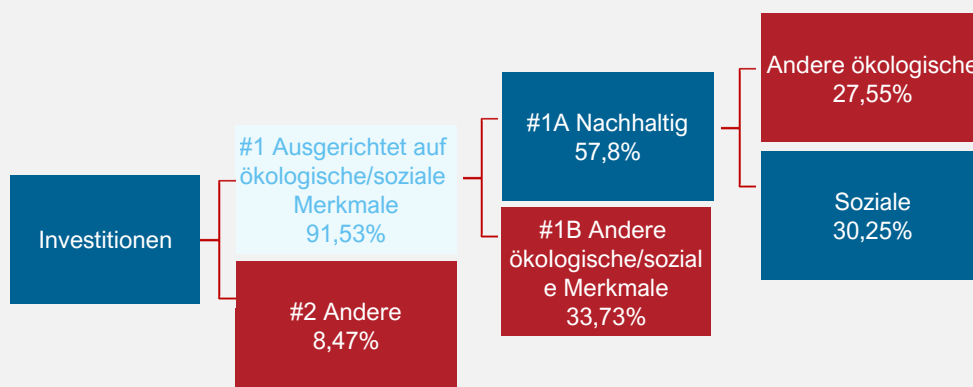 Investitionen
#1 Ausgerichtet auf
ökologische/soziale
Merkmale
91,53%
#2 Andere
8,47%
#1A Nachhaltig
57,8%
#1B Andere
ökologische/sozial
e Merkmale
33,73%
Andere ökologische
27,55%
Soziale
30,25%